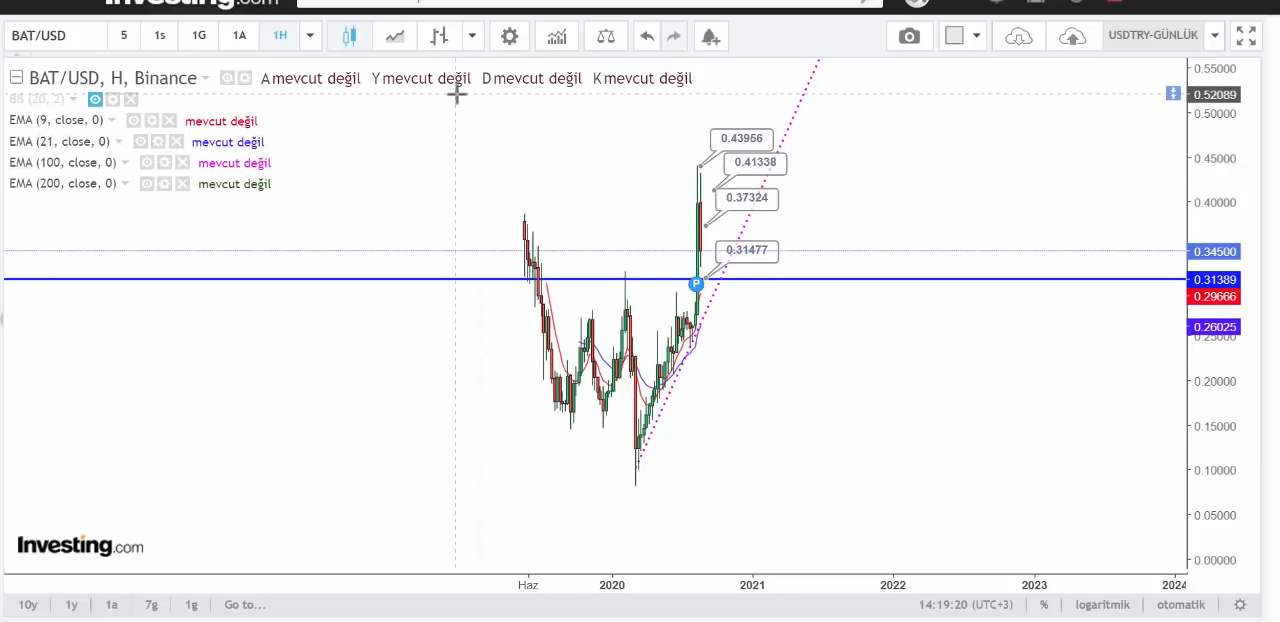 Investing.com
BAT/USD 5 1s 1G 1A 1H USDTRY-GÜNLÜK
BAT/USD, H, Binance A mevcut değil Y mevcut değil D mevcut değil K mevcut değil
BB (20, 2)
EMA (9, close, 0) mevcut değil
EMA (21, close, 0) mevcut değil
EMA (100, close, 0) mevcut değil
EMA (200, close, 0) mevcut değil
0.43956
0.41338
0.37324
0.31477
P
0.55000
0.52089
0.50000
0.45000
0.40000
0.34500
0.31389
0.29666
0.26025
0.25000
0.20000
0.15000
0.10000
0.05000
0.00000
Investing.com
Haz 2020 2021 2022 2023 2024
10y 1y 1a 7g 1g Go to... 14:19:20 (UTC+3) % logaritmik otomatik